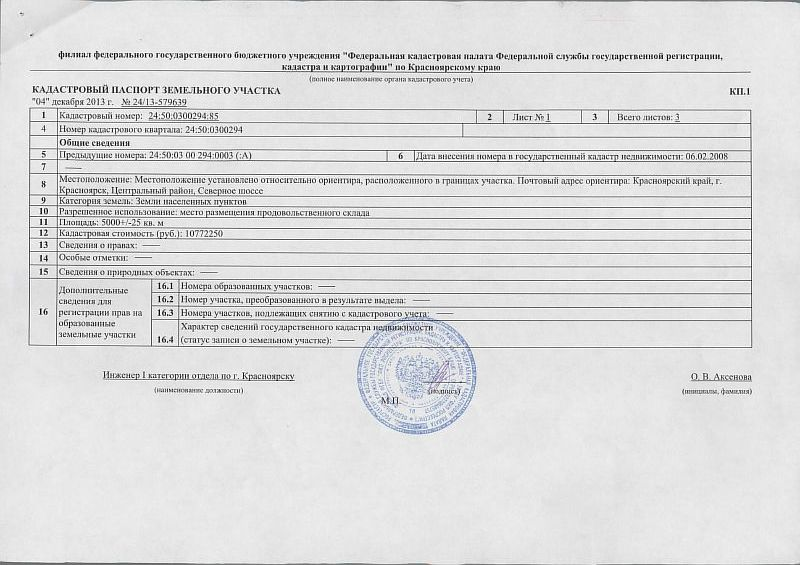 филиал федерального государственного бюджетного учреждения "Федеральная кадастровая палата Федеральной службы государственной регистрации,
кадастра и картографии" по Красноярскому краю
(полное наименование органа кадастрового учета)
КАДАСТРОВЫЙ ПАСПОРТ ЗЕМЕЛЬНОГО УЧАСТКА КП.1
"04" декабря 2013 г. № 24/13-579639
1 Кадастровый номер: 24:50:0300294:85 2 Лист № 1 3 Всего листов: 3
4 Номер кадастрового квартала: 24:50:0300294
Общие сведения
5 Предыдущие номера: 24:50:03 00 294:0003 (:А) 6 Дата внесения номера в государственный кадастр недвижимости: 06.02.2008
7 —
8 Местоположение: Местоположение установлено относительно ориентира, расположенного в границах участка. Почтовый адрес ориентира: Красноярский край, г.
Красноярск, Центральный район, Северное шоссе
9 Категория земель: Земли населенных пунктов
10 Разрешенное использование: место размещения продовольственного склада
11 Площадь: 5000+/-25 кв. м
12 Кадастровая стоимость (руб.): 10772250
13 Сведения о правах: —
14 Особые отметки: —
15 Сведения о природных объектах: —
16 Дополнительные
сведения для
регистрации прав на
образованные
земельные участки
16.1 Номера образованных участков: —
16.2 Номер участка, преобразованного в результате выдела: —
16.3 Номера участков, подлежащих снятию с кадастрового учета: —
16.4 Характер сведений государственного кадастра недвижимости
(статус записи о земельном участке): —
Инженер I категории отдела по г. Красноярску О. В. Аксенова
(наименование должности) (подпись) (инициалы, фамилия)
М.П.